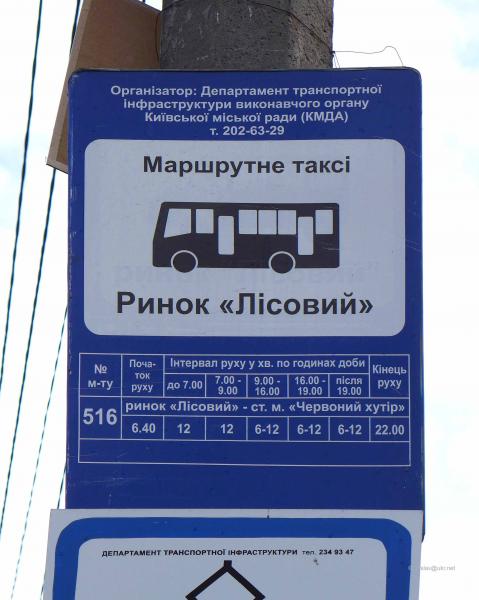 Організатор: Департамент транспортної
інфраструктури виконавчого органу
Київської міської ради (КМДА)
т. 202-63-29
Маршрутне таксі
Ринок «Лісовий»
№ м-ту Поча-ток руху Інтервал руху у хв. по годинах доби Кінець руху
до 7.00 7.00 - 9.00 9.00 - 16.00 16.00 - 19.00 після 19.00
516 ринок «Лісовий» - ст. м. «Червоний хутір»
6.40 12 12 6-12 6-12 6-12 22.00
ДЕПАРТАМЕНТ ТРАНСПОРТНОЇ ІНФРАСТРУКТУРИ тел. 234 93 47